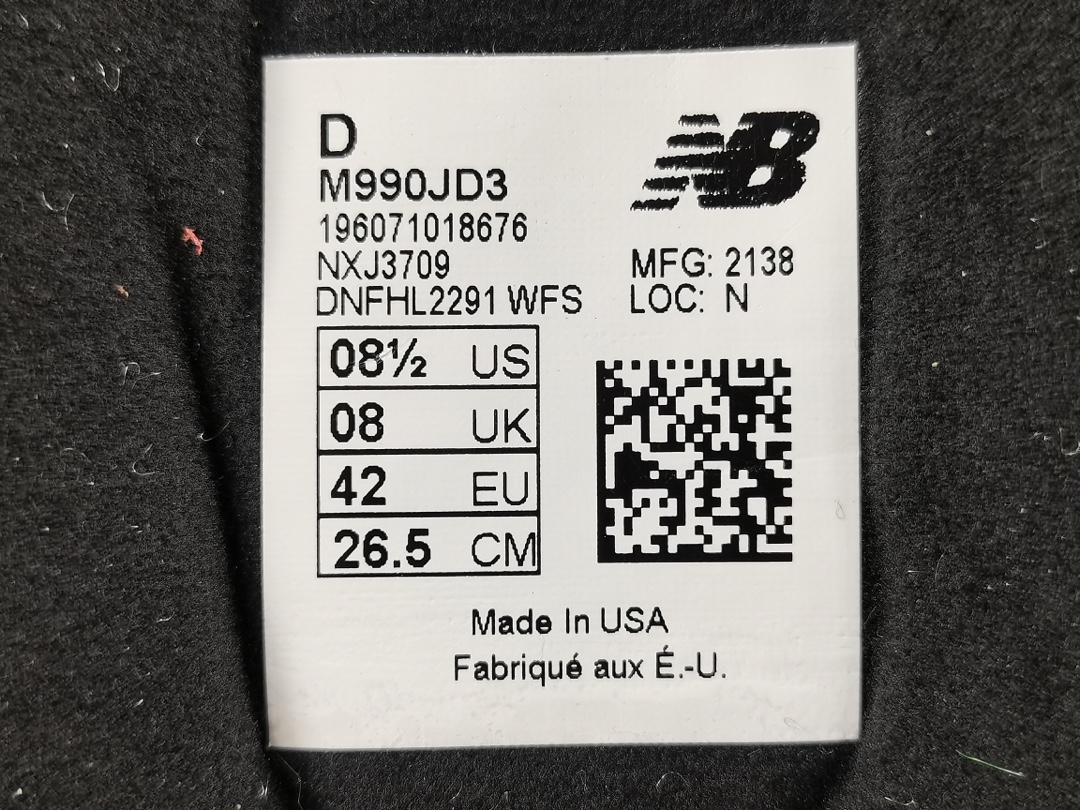 D
NB
M990JD3
196071018676
NXJ3709
MFG: 2138
DNFHL2291 WFS
LOC: N
08½ US
08 UK
42 EU
26.5 CM
Made In USA
Fabriqué aux É.-U.